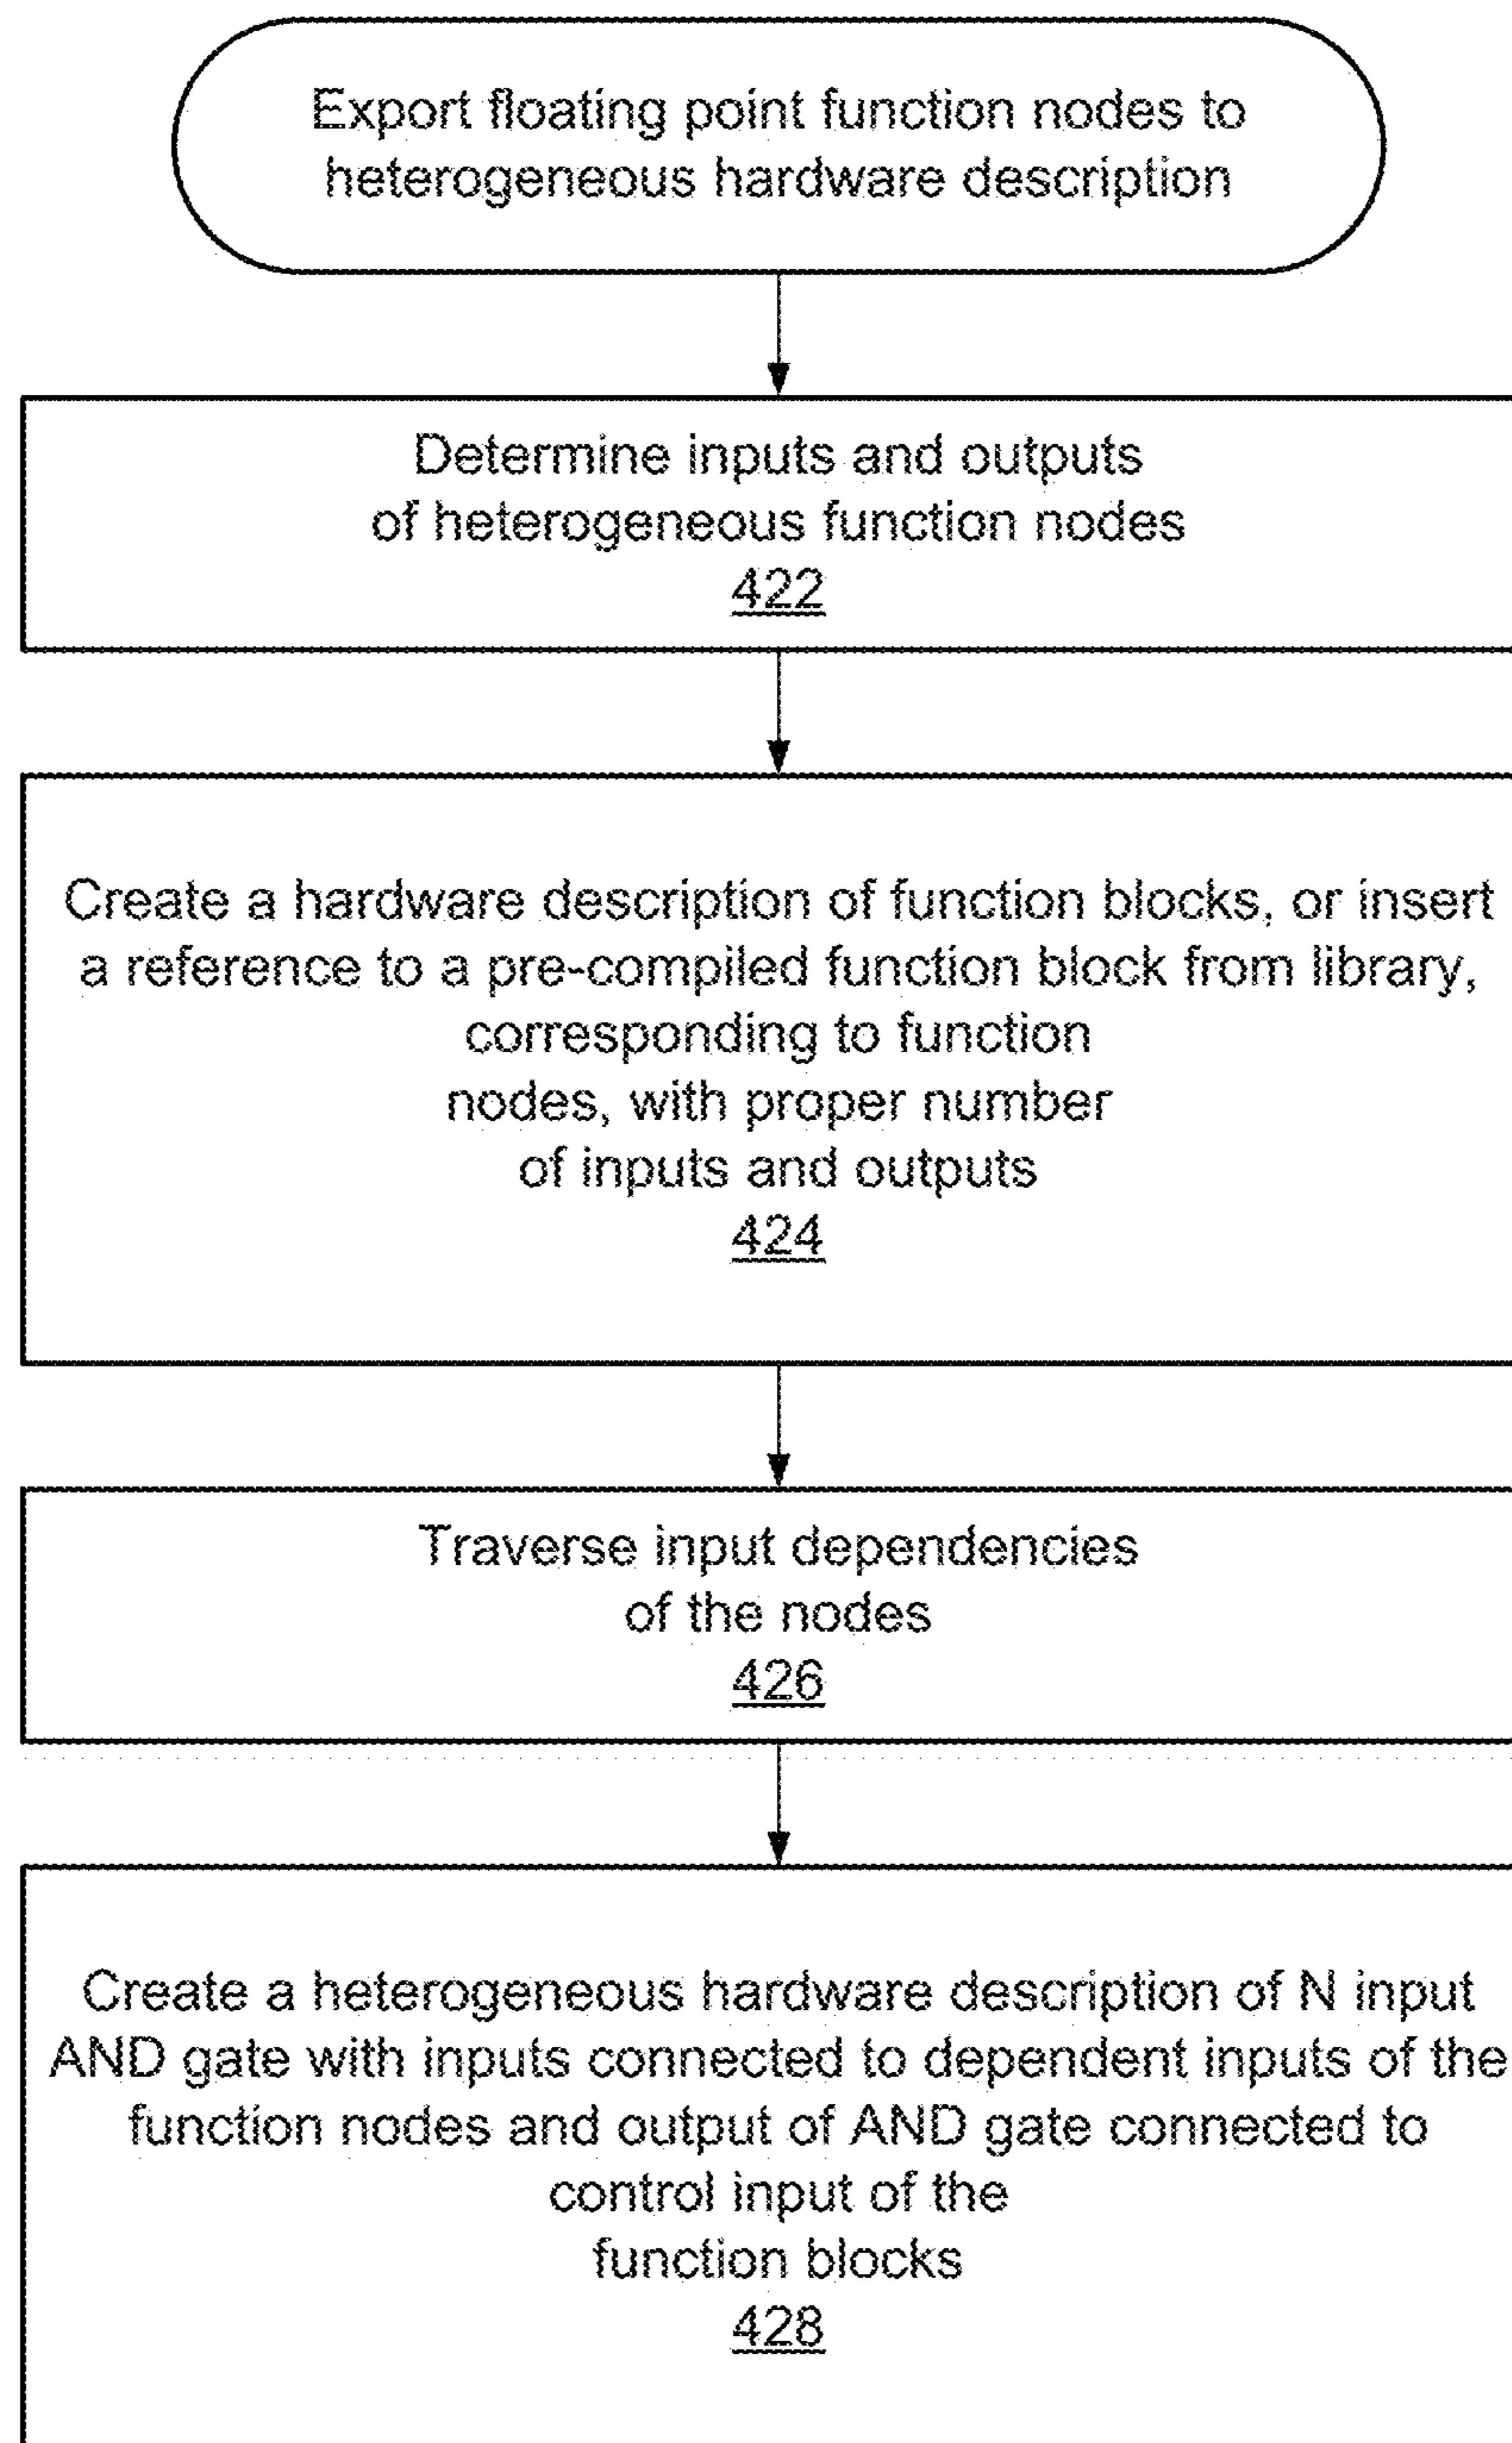 Export floating point function nodes to
heterogeneous hardware description
Determine inputs and outputs
of heterogeneous function nodes
422
Create a hardware description of function blocks, or insert
a reference to a pre-compiled function block from library,
corresponding to function
nodes, with proper number
of inputs and outputs
424
Traverse input dependencies
of the nodes
426
Create a heterogeneous hardware description of N input
AND gate with inputs connected to dependent inputs of the
function nodes and output of AND gate connected to
control input of the
function blocks
428